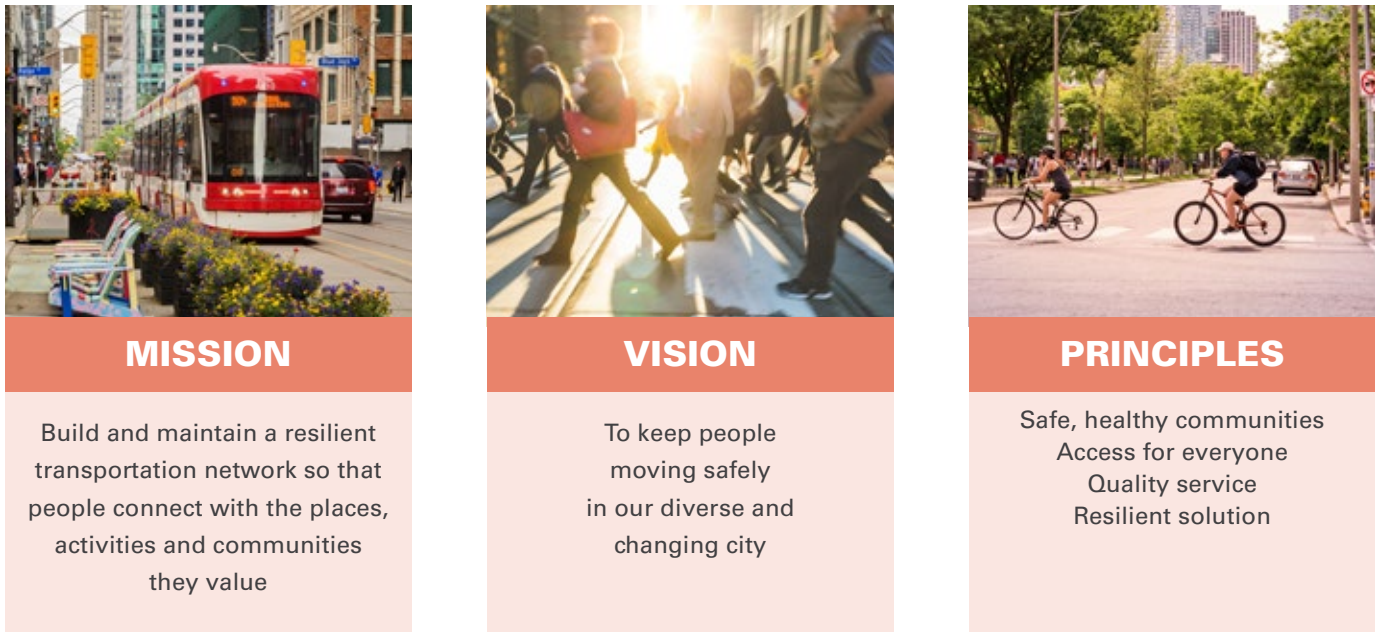 MISSION
Build and maintain a resilient
transportation network so that
people connect with the places,
activities and communities
they value
VISION
To keep people
moving safely
in our diverse and
changing city
PRINCIPLES
Safe, healthy communities
Access for everyone
Quality service
Resilient solution